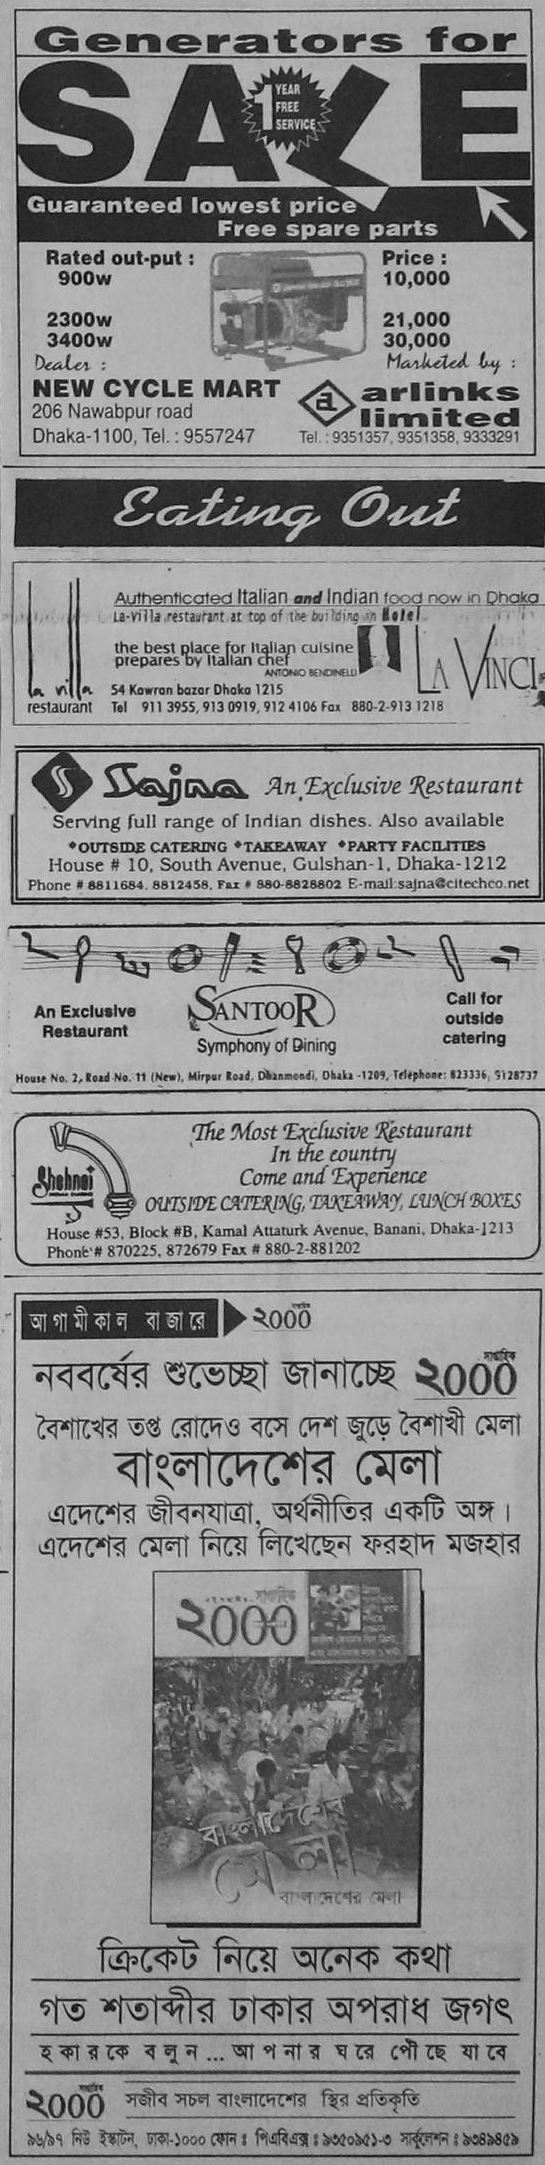 Generators for
SALE
1 YEAR
FREE
SERVICE
Guaranteed lowest price
Free spare parts
Rated out-put : Price :
900w 10,000
2300w 21,000
3400w 30,000
Dealer : Marketed by :
NEW CYCLE MART
206 Nawabpur road
Dhaka-1100, Tel. : 9557247
arlinks
limited
Tel. : 9351357, 9351358, 9333291
Eating Out
la villa
restaurant
Authenticated Italian and Indian food now in Dhaka
La-Villa restaurant at top of the building in Hotel
the best place for Italian cuisine
prepares by Italian chef
ANTONIO BENDINELLI
LA VINCI
54 Kawran bazar Dhaka 1215
Tel 911 3955, 913 0919, 912 4106 Fax 880-2-913 1218
Sajna An Exclusive Restaurant
Serving full range of Indian dishes. Also available
*OUTSIDE CATERING *TAKEAWAY *PARTY FACILITIES
House # 10, South Avenue, Gulshan-1, Dhaka-1212
Phone # 8811684, 8812458, Fax # 880-8828802 E-mail:sajna@citechco.net
An Exclusive
Restaurant
SANTOOR
Symphony of Dining
Call for
outside
catering
House No. 2, Road No. 11 (New), Mirpur Road, Dhanmondi, Dhaka -1209, Telephone: 823336, 9128737
Shehnai
The Most Exclusive Restaurant
In the country
Come and Experience
OUTSIDE CATERING, TAKEAWAY, LUNCH BOXES
House #53, Block #B, Kamal Attaturk Avenue, Banani, Dhaka-1213
Phone # 870225, 872679 Fax # 880-2-881202
আগামীকাল বাজারে সাপ্তাহিক ২০০০
নববর্ষের শুভেচ্ছা জানাচ্ছে সাপ্তাহিক ২০০০
বৈশাখের তপ্ত রোদেও বসে দেশ জুড়ে বৈশাখী মেলা
বাংলাদেশের মেলা
এদেশের জীবনযাত্রা, অর্থনীতির একটি অঙ্গ।
এদেশের মেলা নিয়ে লিখেছেন ফরহাদ মজহার
সাপ্তাহিক
২০০০
বাংলাদেশের
মেলা
বাংলাদেশের মেলা
ক্রিকেট নিয়ে অনেক কথা
গত শতাব্দীর ঢাকার অপরাধ জগৎ
হকারকে বলুন... আপনার ঘরে পৌছে যাবে
সাপ্তাহিক ২০০০ সজীব সচল বাংলাদেশের স্থির প্রতিকৃতি
৯৬/৯৭ নিউ ইস্কাটন, ঢাকা-১০০০ ফোন : পিএবিএক্স : ৯৩৫০৯৫১-৩ সার্কুলেশন : ৯৩৪৯৪৫৯